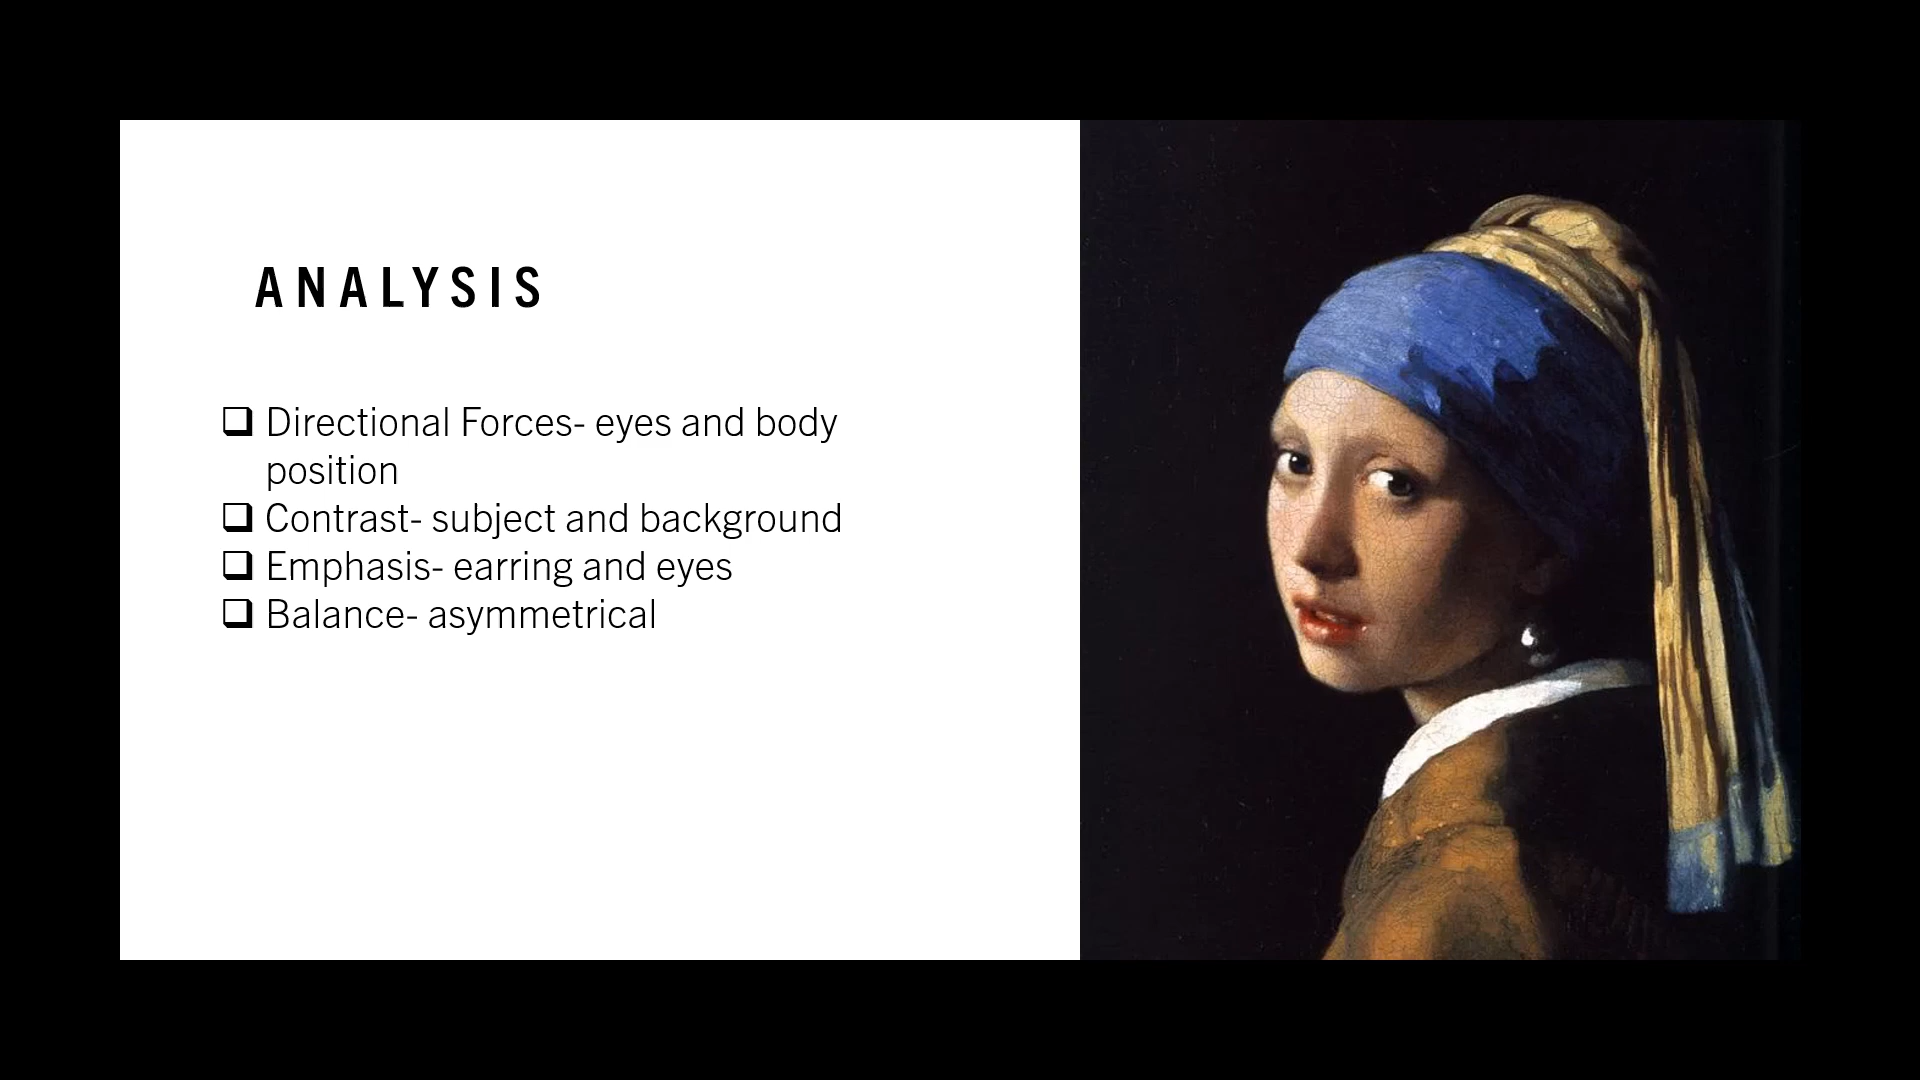 ANALYSIS
❑ Directional Forces- eyes and body
position
❑ Contrast- subject and background
❑ Emphasis- earring and eyes
❑ Balance- asymmetrical